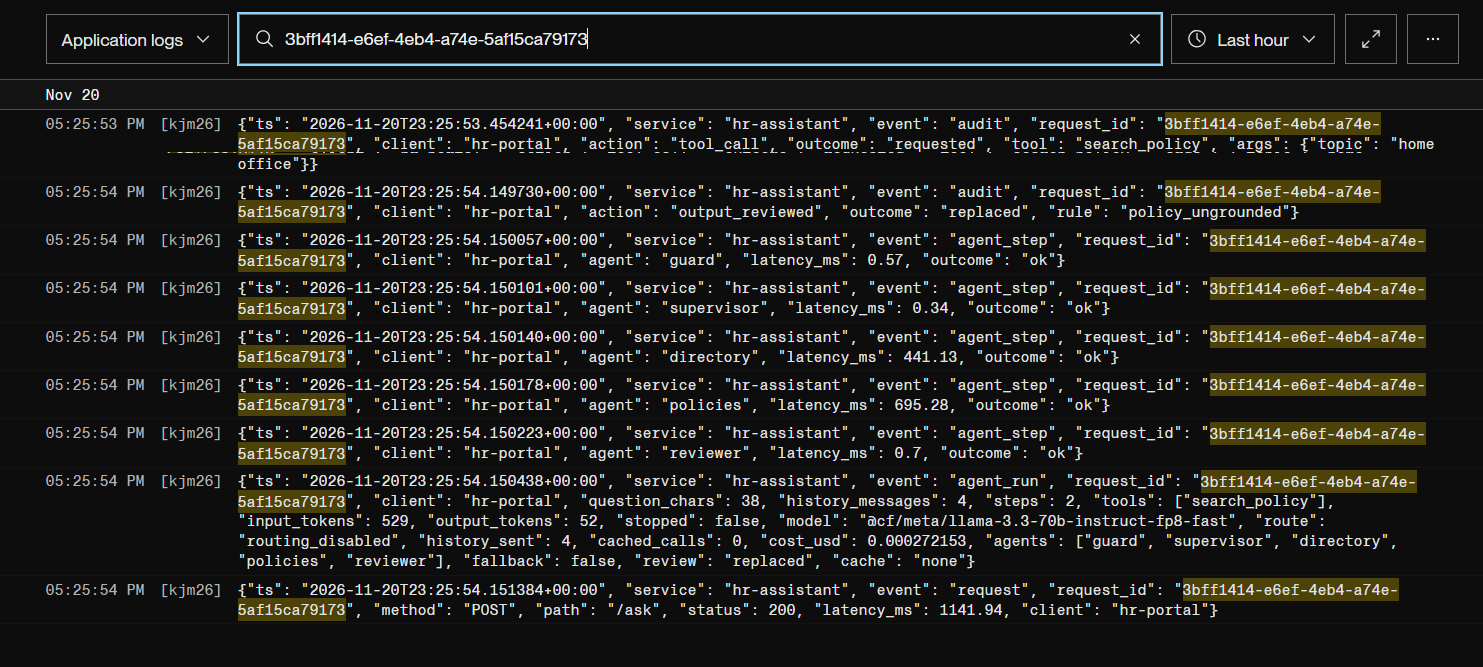 Application logs
3bff1414-e6ef-4eb4-a74e-5af15ca79173
Last hour
...
Nov 20
05:25:53 PM [kjm26] {"ts": "2026-11-20T23:25:53.454241+00:00", "service": "hr-assistant", "event": "audit", "request_id": "3bff1414-e6ef-4eb4-a74e-
5af15ca79173", "client": "hr-portal", "action": "tool_call", "outcome": "requested", "tool": "search_policy", "args": {"topic": "home
office"}}
05:25:54 PM [kjm26] {"ts": "2026-11-20T23:25:54.149730+00:00", "service": "hr-assistant", "event": "audit", "request_id": "3bff1414-e6ef-4eb4-a74e-
5af15ca79173", "client": "hr-portal", "action": "output_reviewed", "outcome": "replaced", "rule": "policy_ungrounded"}
05:25:54 PM [kjm26] {"ts": "2026-11-20T23:25:54.150057+00:00", "service": "hr-assistant", "event": "agent_step", "request_id": "3bff1414-e6ef-4eb4-a74e-
5af15ca79173", "client": "hr-portal", "agent": "guard", "latency_ms": 0.57, "outcome": "ok"}
05:25:54 PM [kjm26] {"ts": "2026-11-20T23:25:54.150101+00:00", "service": "hr-assistant", "event": "agent_step", "request_id": "3bff1414-e6ef-4eb4-a74e-
5af15ca79173", "client": "hr-portal", "agent": "supervisor", "latency_ms": 0.34, "outcome": "ok"}
05:25:54 PM [kjm26] {"ts": "2026-11-20T23:25:54.150140+00:00", "service": "hr-assistant", "event": "agent_step", "request_id": "3bff1414-e6ef-4eb4-a74e-
5af15ca79173", "client": "hr-portal", "agent": "directory", "latency_ms": 441.13, "outcome": "ok"}
05:25:54 PM [kjm26] {"ts": "2026-11-20T23:25:54.150178+00:00", "service": "hr-assistant", "event": "agent_step", "request_id": "3bff1414-e6ef-4eb4-a74e-
5af15ca79173", "client": "hr-portal", "agent": "policies", "latency_ms": 695.28, "outcome": "ok"}
05:25:54 PM [kjm26] {"ts": "2026-11-20T23:25:54.150223+00:00", "service": "hr-assistant", "event": "agent_step", "request_id": "3bff1414-e6ef-4eb4-a74e-
5af15ca79173", "client": "hr-portal", "agent": "reviewer", "latency_ms": 0.7, "outcome": "ok"}
05:25:54 PM [kjm26] {"ts": "2026-11-20T23:25:54.150438+00:00", "service": "hr-assistant", "event": "agent_run", "request_id": "3bff1414-e6ef-4eb4-a74e-
5af15ca79173", "client": "hr-portal", "question_chars": 38, "history_messages": 4, "steps": 2, "tools": ["search_policy"],
"input_tokens": 529, "output_tokens": 52, "stopped": false, "model": "@cf/meta/llama-3.3-70b-instruct-fp8-fast", "route":
"routing_disabled", "history_sent": 4, "cached_calls": 0, "cost_usd": 0.000272153, "agents": ["guard", "supervisor", "directory",
"policies", "reviewer"], "fallback": false, "review": "replaced", "cache": "none"}
05:25:54 PM [kjm26] {"ts": "2026-11-20T23:25:54.151384+00:00", "service": "hr-assistant", "event": "request", "request_id": "3bff1414-e6ef-4eb4-a74e-
5af15ca79173", "method": "POST", "path": "/ask", "status": 200, "latency_ms": 1141.94, "client": "hr-portal"}